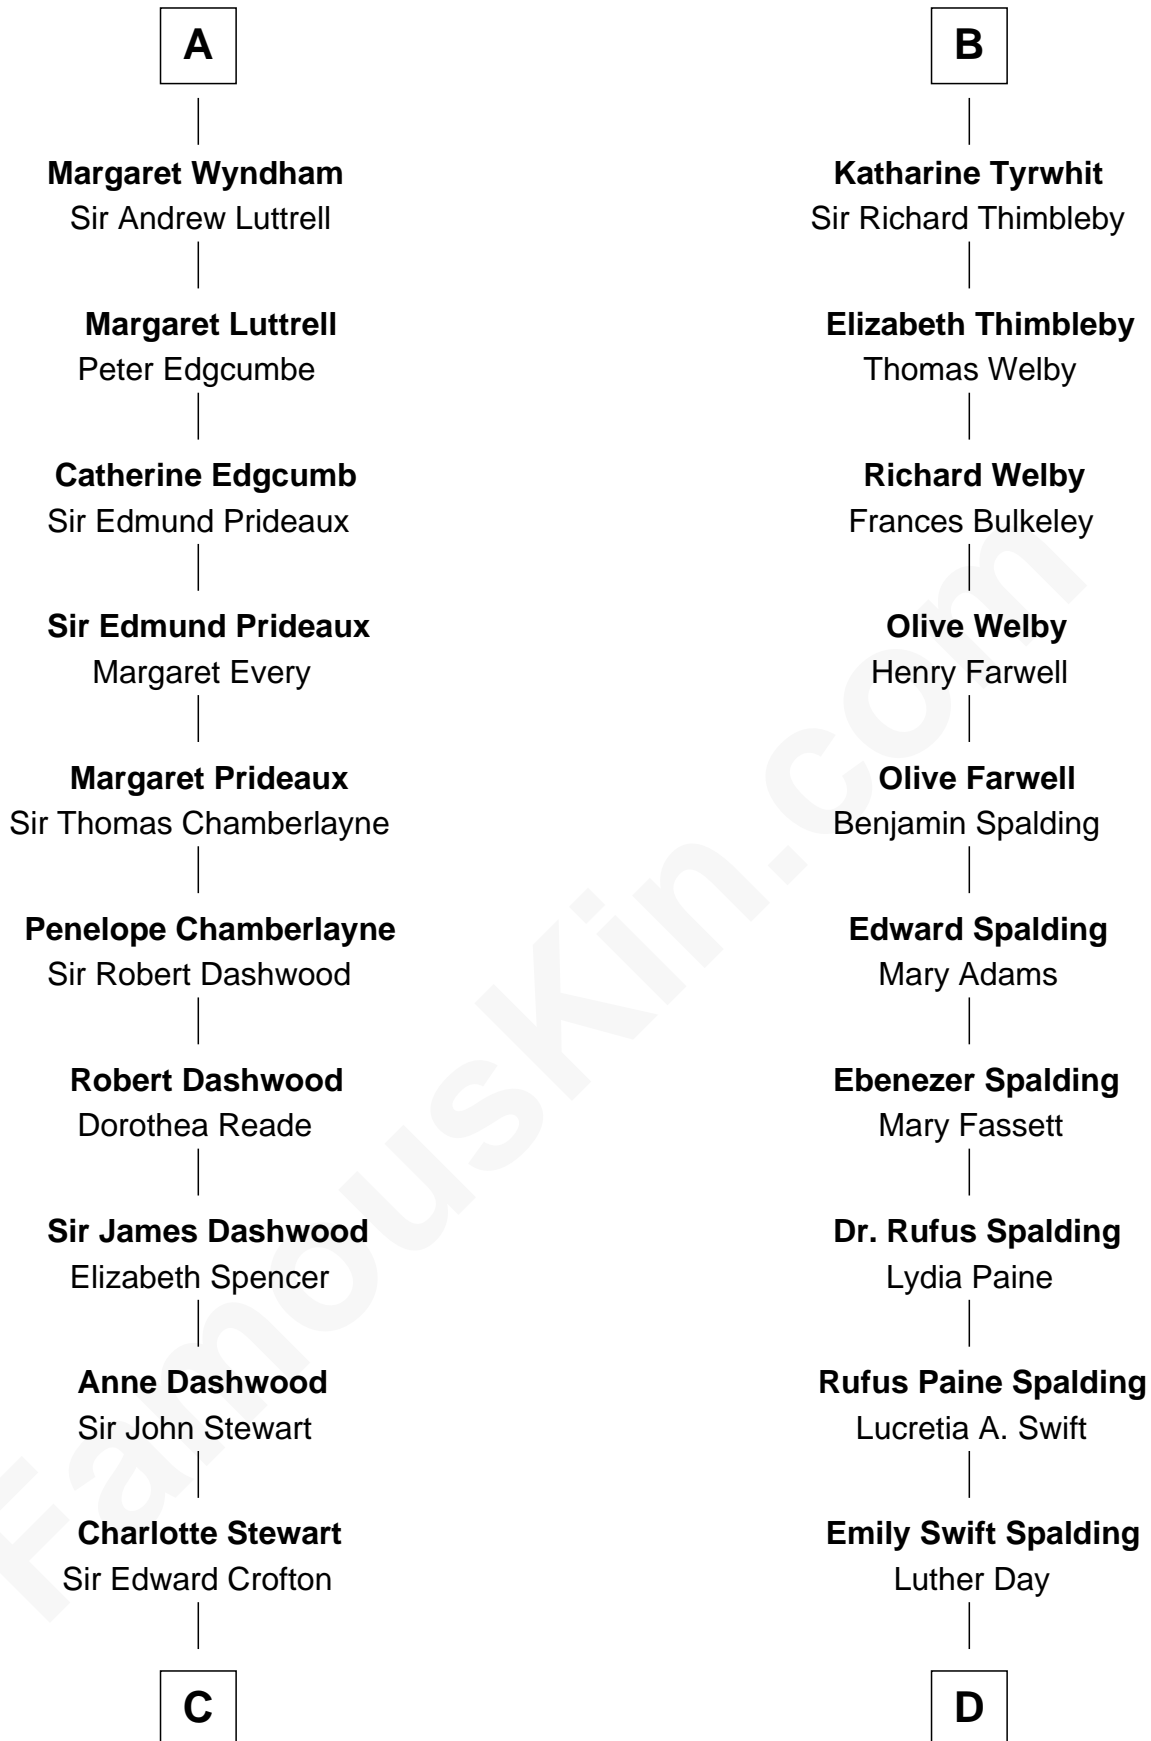 A
Margaret Wyndham
Sir Andrew Luttrell
Margaret Luttrell
Peter Edgcumbe
Catherine Edgcumb
Sir Edmund Prideaux
Sir Edmund Prideaux
Margaret Every
Margaret Prideaux
Sir Thomas Chamberlayne
Penelope Chamberlayne
Sir Robert Dashwood
Robert Dashwood
Dorothea Reade
Sir James Dashwood
Elizabeth Spencer
Anne Dashwood
Sir John Stewart
Charlotte Stewart
Sir Edward Crofton
C
B
Katharine Tyrwhit
Sir Richard Thimbleby
Elizabeth Thimbleby
Thomas Welby
Richard Welby
Frances Bulkeley
Olive Welby
Henry Farwell
Olive Farwell
Benjamin Spalding
Edward Spalding
Mary Adams
Ebenezer Spalding
Mary Fassett
Dr. Rufus Spalding
Lydia Paine
Rufus Paine Spalding
Lucretia A. Swift
Emily Swift Spalding
Luther Day
D
FamousKin.com